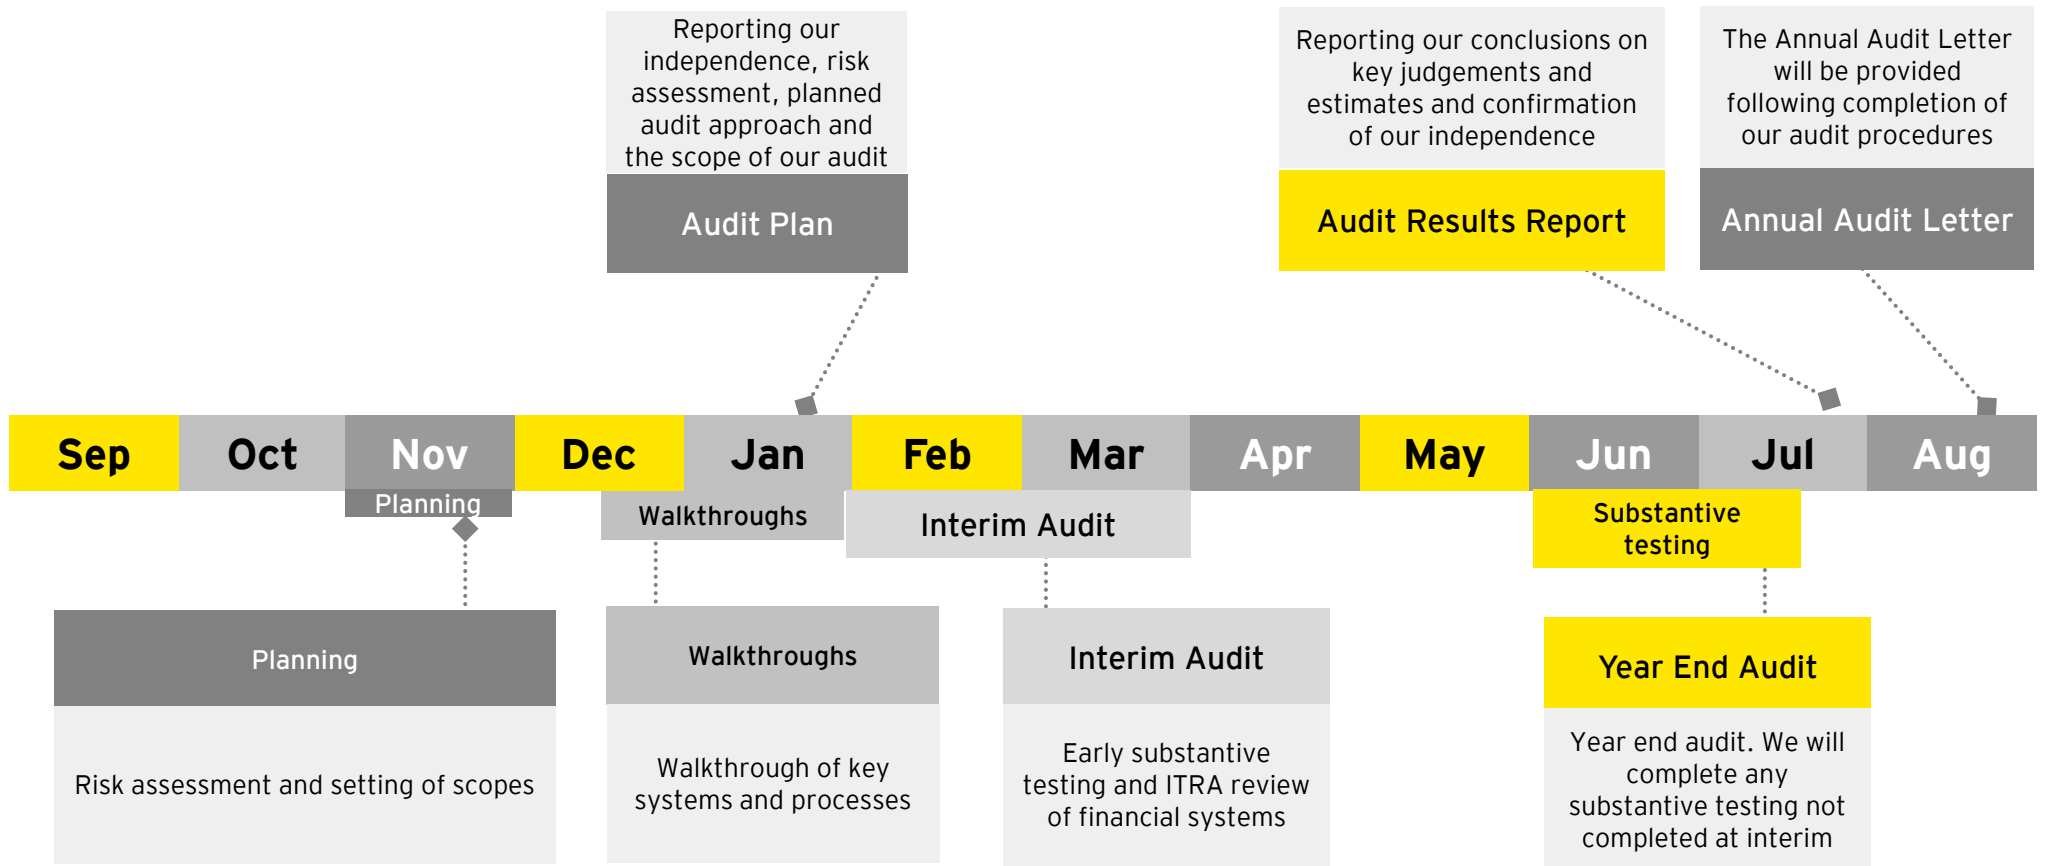 Reporting our
independence, risk
assessment, planned
audit approach and
the scope of our audit
Audit Plan
Reporting our conclusions on
key judgements and
estimates and confirmation
of our independence
Audit Results Report
The Annual Audit Letter
will be provided
following completion of
our audit procedures
Annual Audit Letter
Sep Oct Nov Dec Jan Feb Mar Apr May Jun Jul Aug
Planning
Walkthroughs
Interim Audit
Substantive
testing
Planning
Risk assessment and setting of scopes
Walkthroughs
Walkthrough of key
systems and processes
Interim Audit
Early substantive
testing and ITRA review
of financial systems
Year End Audit
Year end audit. We will
complete any
substantive testing not
completed at interim